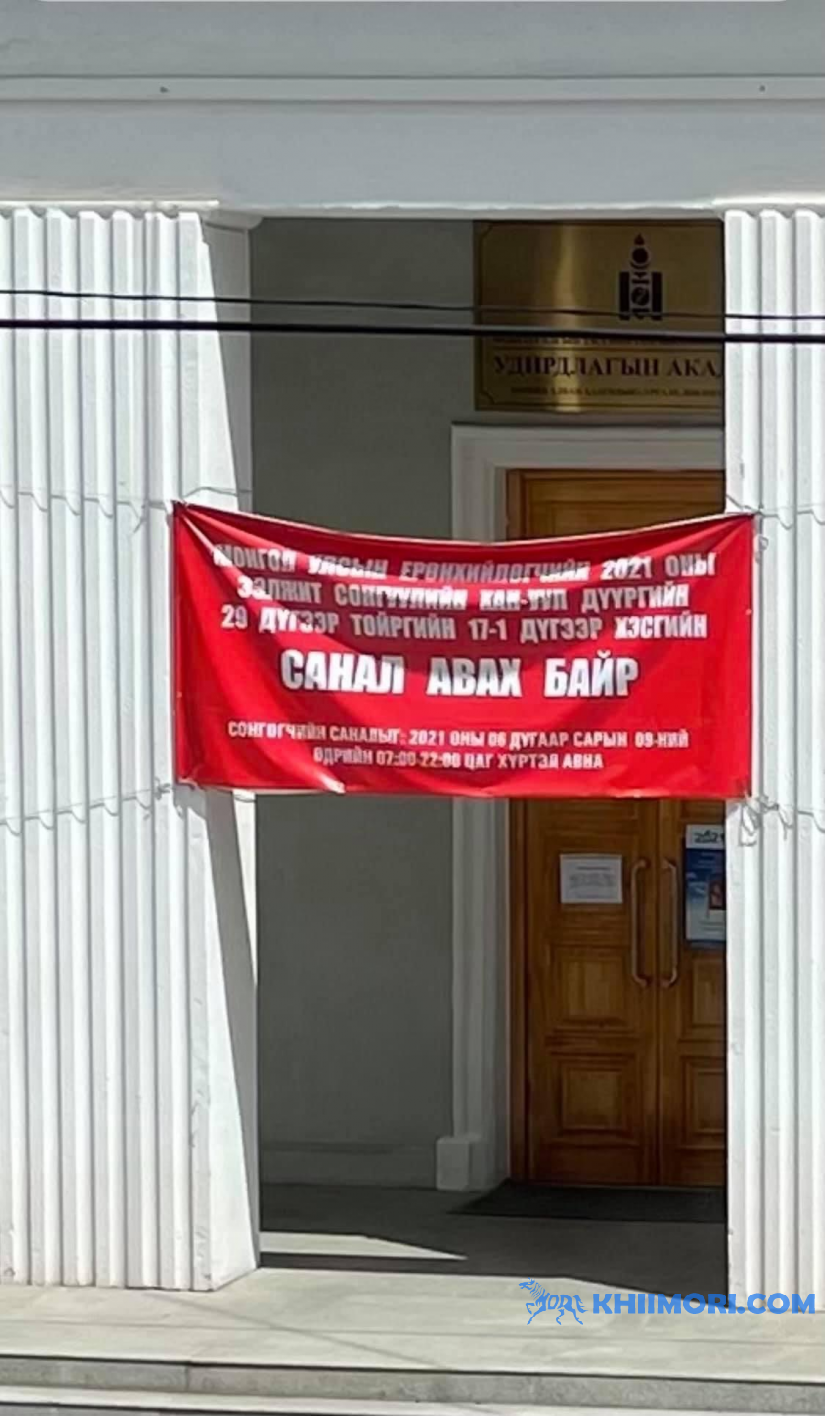 УДИРДЛАГЫН АКАД
МОНГОЛ УЛСЫН ЕРӨНХИЙЛӨГЧИЙН 2021 ОНЫ
ЭЭЛЖИТ СОНГУУЛИЙН ХАН-УУЛ ДҮҮРГИЙН
29 ДҮГЭЭР ТОЙРГИЙН 17-1 ДҮГЭЭР ХЭСГИЙН
САНАЛ АВАХ БАЙР
СОНГОГЧИЙН САНАЛЫГ: 2021 ОНЫ 06 ДУГААР САРЫН 09-НИЙ
ӨДРИЙН 07:00-22:00 ЦАГ ХҮРТЭЛ АВНА
2021
KHIIMORI.COM